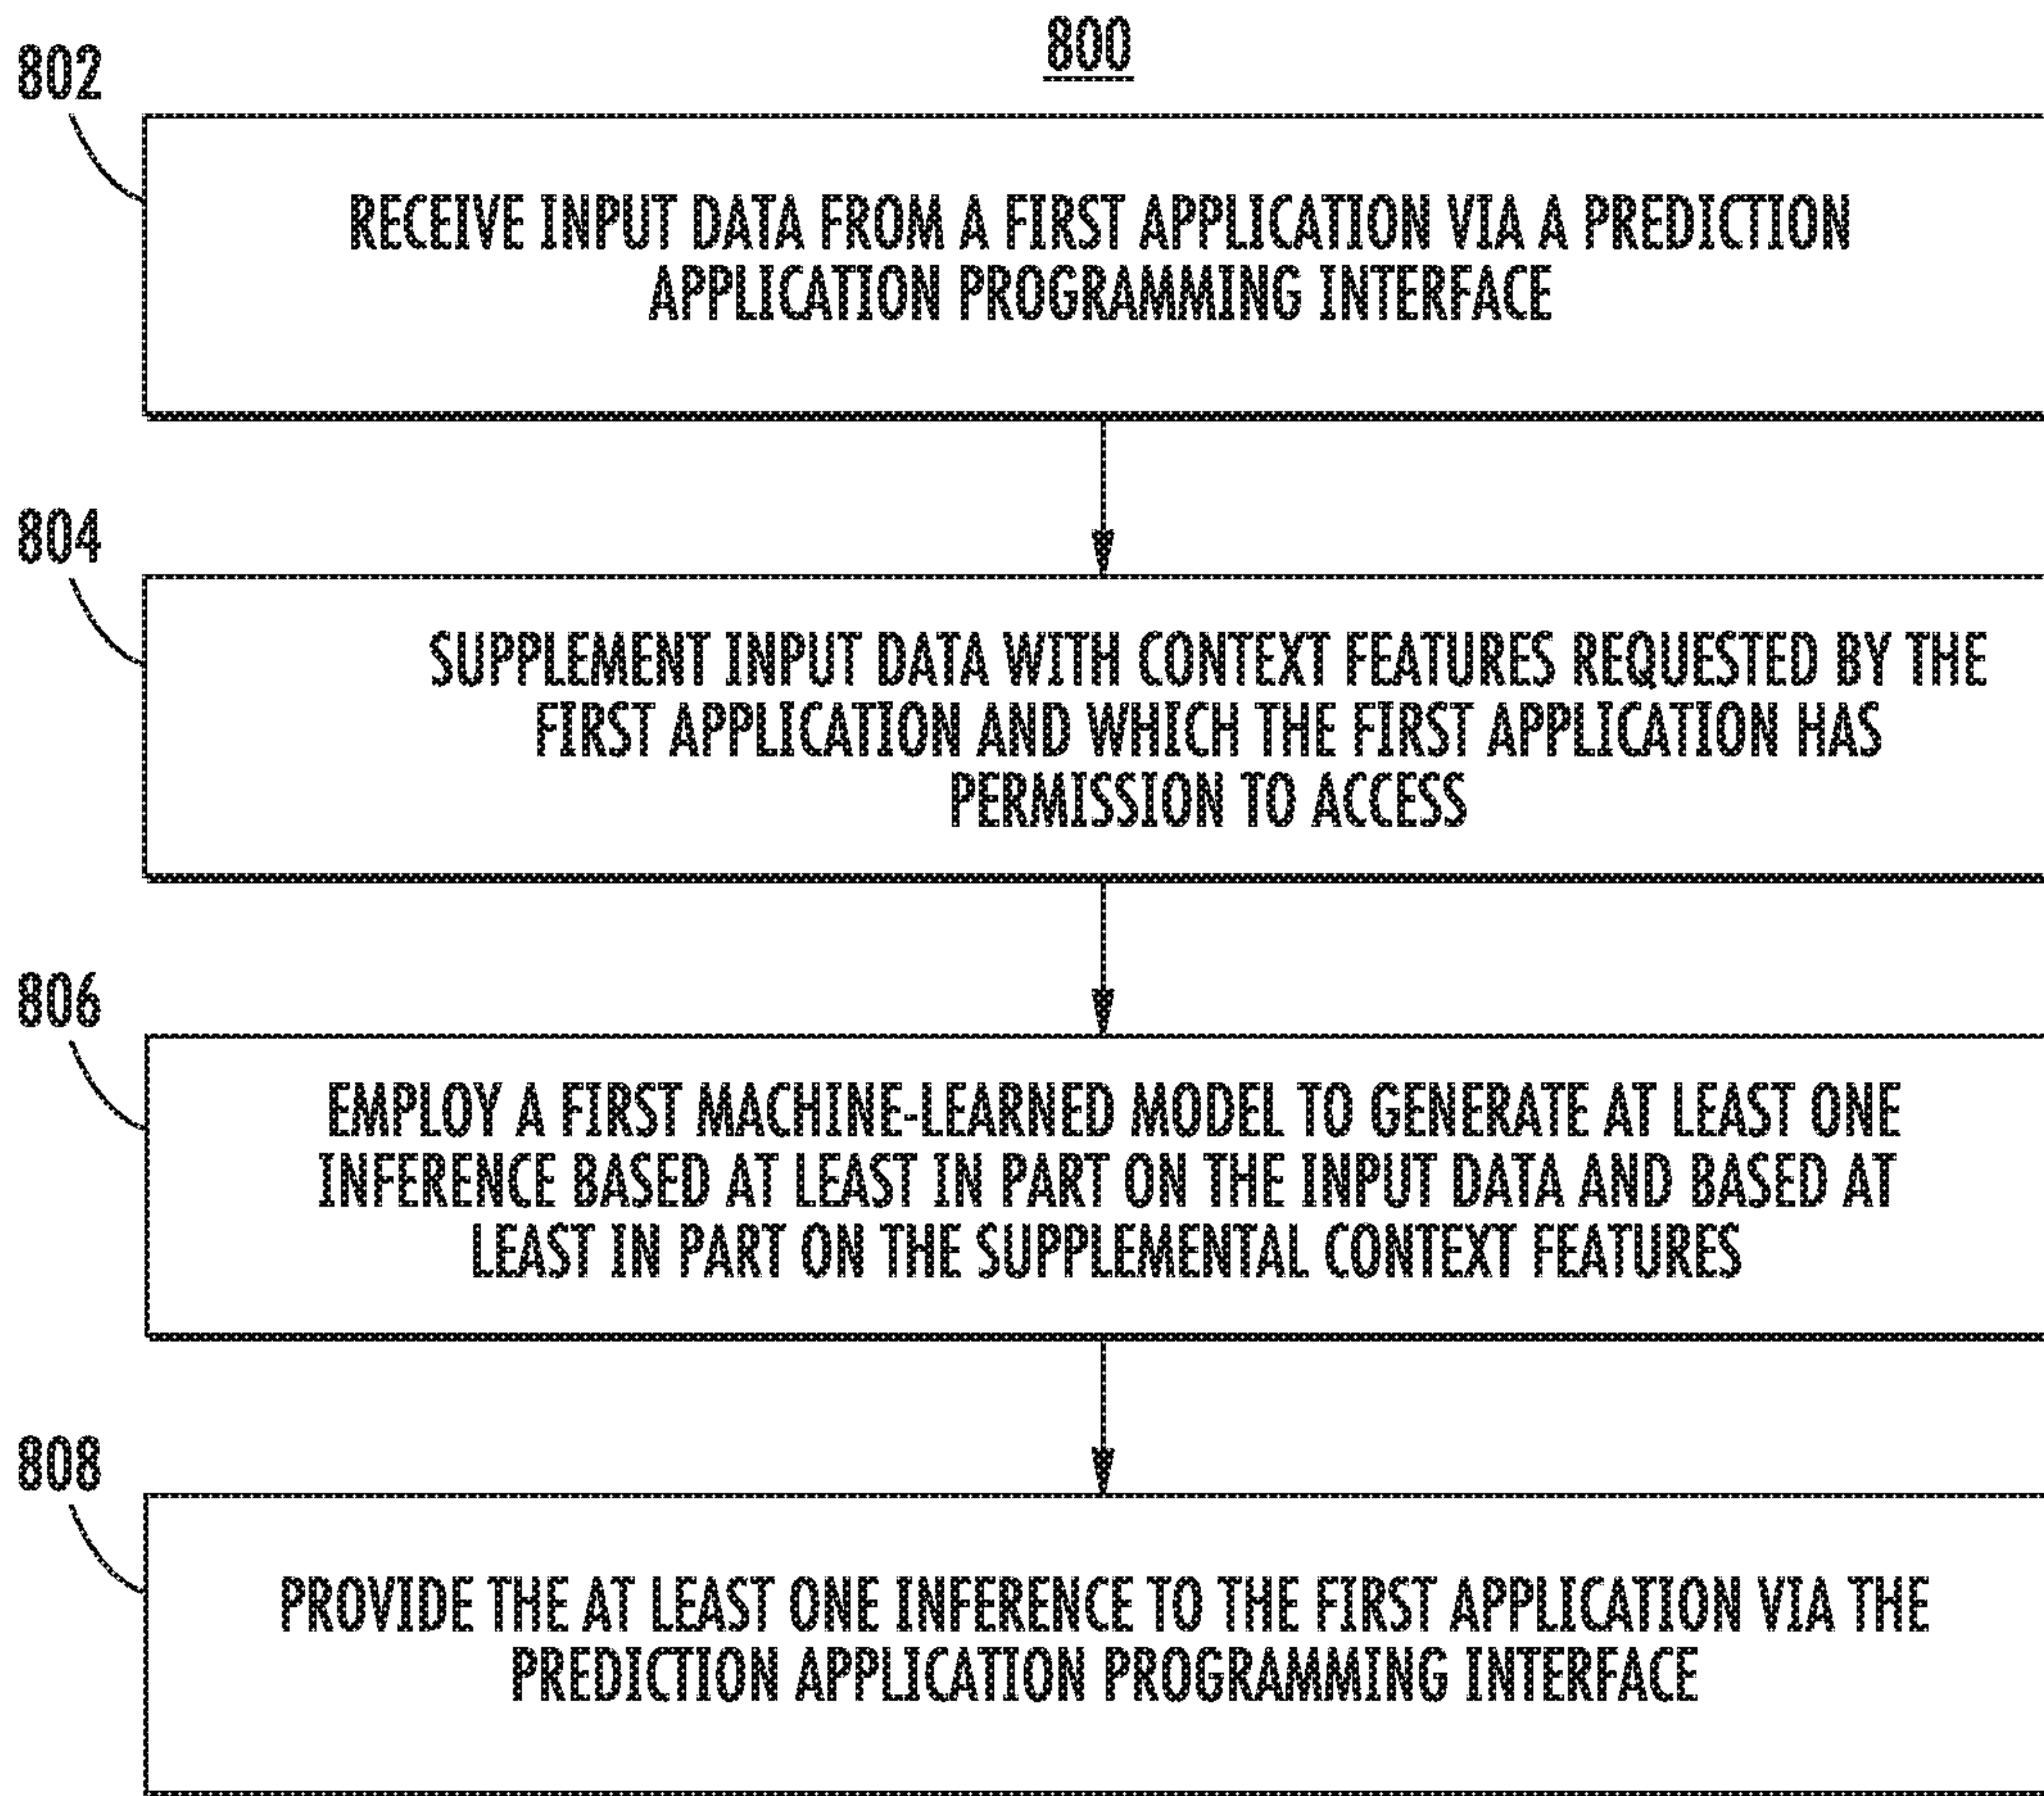 800
802
RECEIVE INPUT DATA FROM A FIRST APPLICATION VIA A PREDICTION
APPLICATION PROGRAMMING INTERFACE
804
SUPPLEMENT INPUT DATA WITH CONTEXT FEATURES REQUESTED BY THE
FIRST APPLICATION AND WHICH THE FIRST APPLICATION HAS
PERMISSION TO ACCESS
806
EMPLOY A FIRST MACHINE-LEARNED MODEL TO GENERATE AT LEAST ONE
INFERENCE BASED AT LEAST IN PART ON THE INPUT DATA AND BASED AT
LEAST IN PART ON THE SUPPLEMENTAL CONTEXT FEATURES
808
PROVIDE THE AT LEAST ONE INFERENCE TO THE FIRST APPLICATION VIA THE
PREDICTION APPLICATION PROGRAMMING INTERFACE